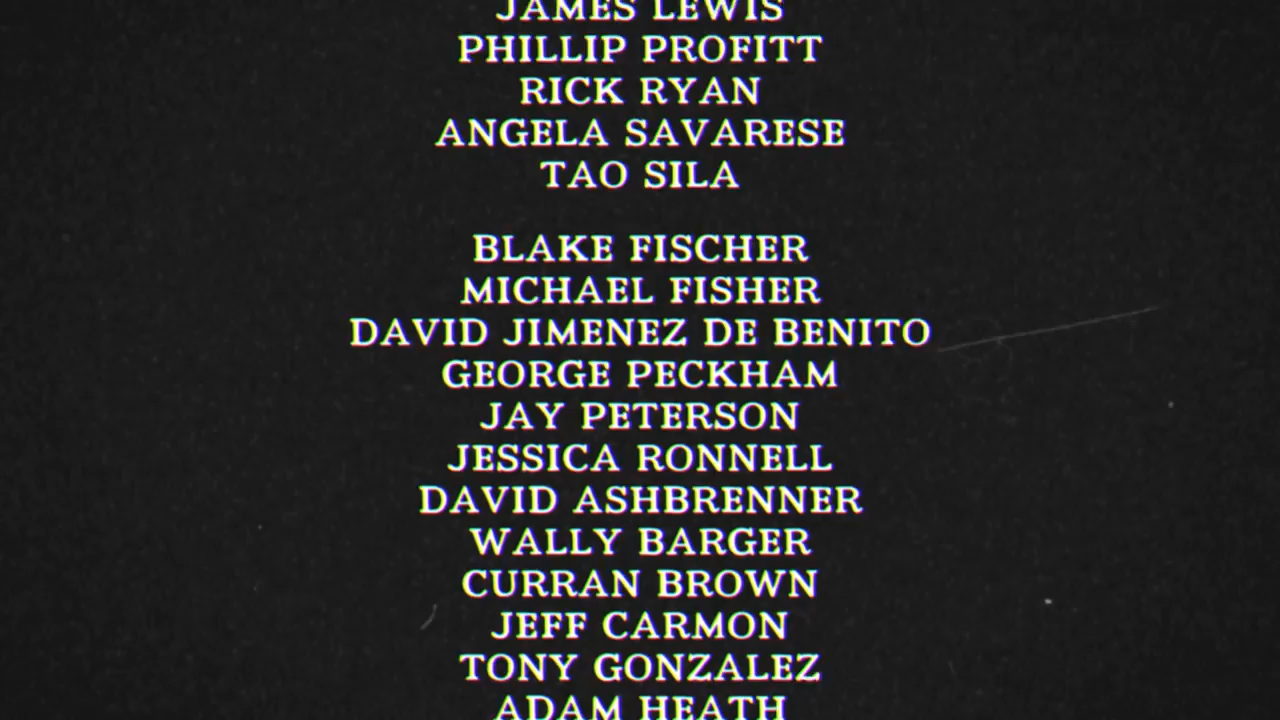 JAMES LEWIS
PHILLIP PROFITT
RICK RYAN
ANGELA SAVARESE
TAO SILA
BLAKE FISCHER
MICHAEL FISHER
DAVID JIMENEZ DE BENITO
GEORGE PECKHAM
JAY PETERSON
JESSICA RONNELL
DAVID ASHBRENNER
WALLY BARGER
CURRAN BROWN
JEFF CARMON
TONY GONZALEZ
ADAM HEATH